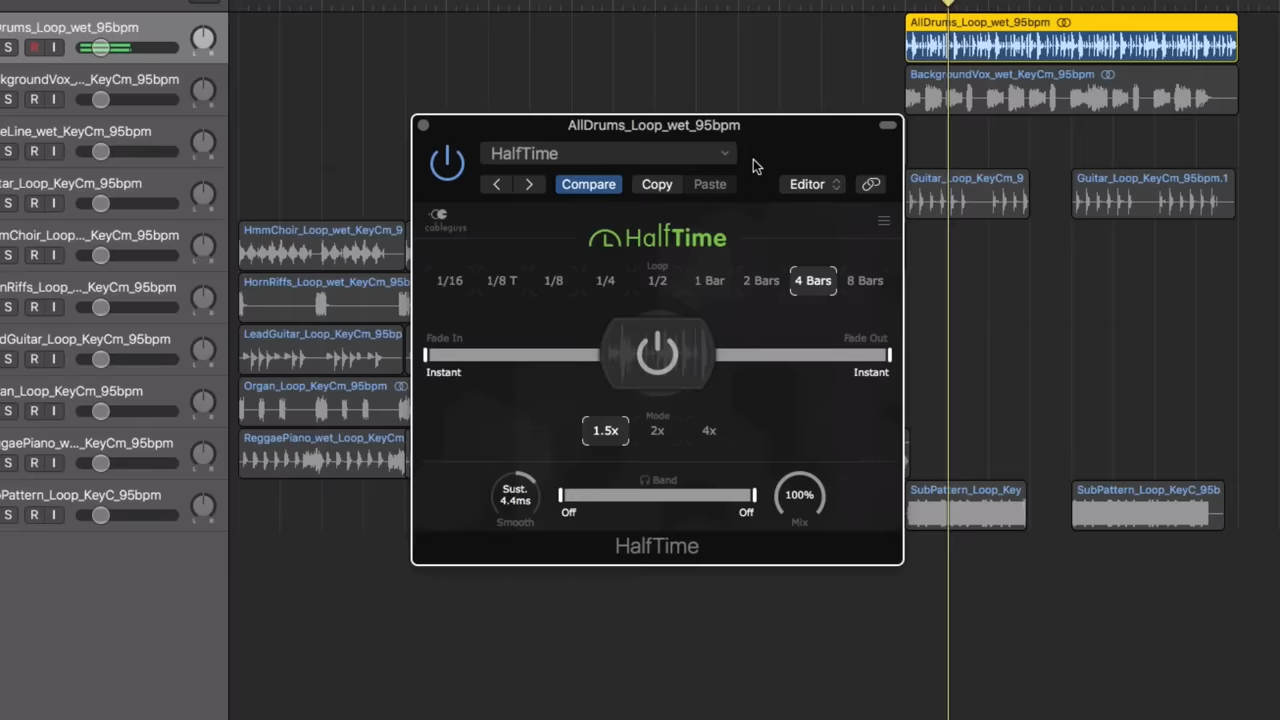 rums_Loop_wet_95bpm
S R I
L R
kgroundVox_..._KeyCm_95bpm
S R I
L R
eLine_wet_KeyCm_95bpm
S R I
L R
tar_Loop_KeyCm_95bpm
S R I
L R
mChoir_Loop..._KeyCm_95bpm
S R I
L R
nRiffs_Loop_..._KeyCm_95bpm
S R I
L R
dGuitar_Loop_KeyCm_95bpm
S R I
L R
an_Loop_KeyCm_95bpm
S R I
L R
ggaePiano_w..._KeyCm_95bpm
S R I
L R
Pattern_Loop_KeyC_95bpm
S R I
L R
HmmChoir_Loop_wet_KeyCm_9
HornRiffs_Loop_wet_KeyCm_95b
LeadGuitar_Loop_KeyCm_95bp
Organ_Loop_KeyCm_95bpm
ReggaePiano_wet_Loop_KeyCm
AllDrums_Loop_wet_95bpm
HalfTime
Compare Copy Paste Editor
cableguys
HalfTime
Loop
1/16 1/8 T 1/8 1/4 1/2 1 Bar 2 Bars 4 Bars 8 Bars
Fade In Fade Out
Instant Instant
Mode
1.5x 2x 4x
Sust.
4.4ms
Smooth
Band
Off Off
100%
Mix
HalfTime
AllDrums_Loop_wet_95bpm
BackgroundVox_wet_KeyCm_95bpm
Guitar_Loop_KeyCm_9 Guitar_Loop_KeyCm_95bpm.1
SubPattern_Loop_Key SubPattern_Loop_KeyC_95b